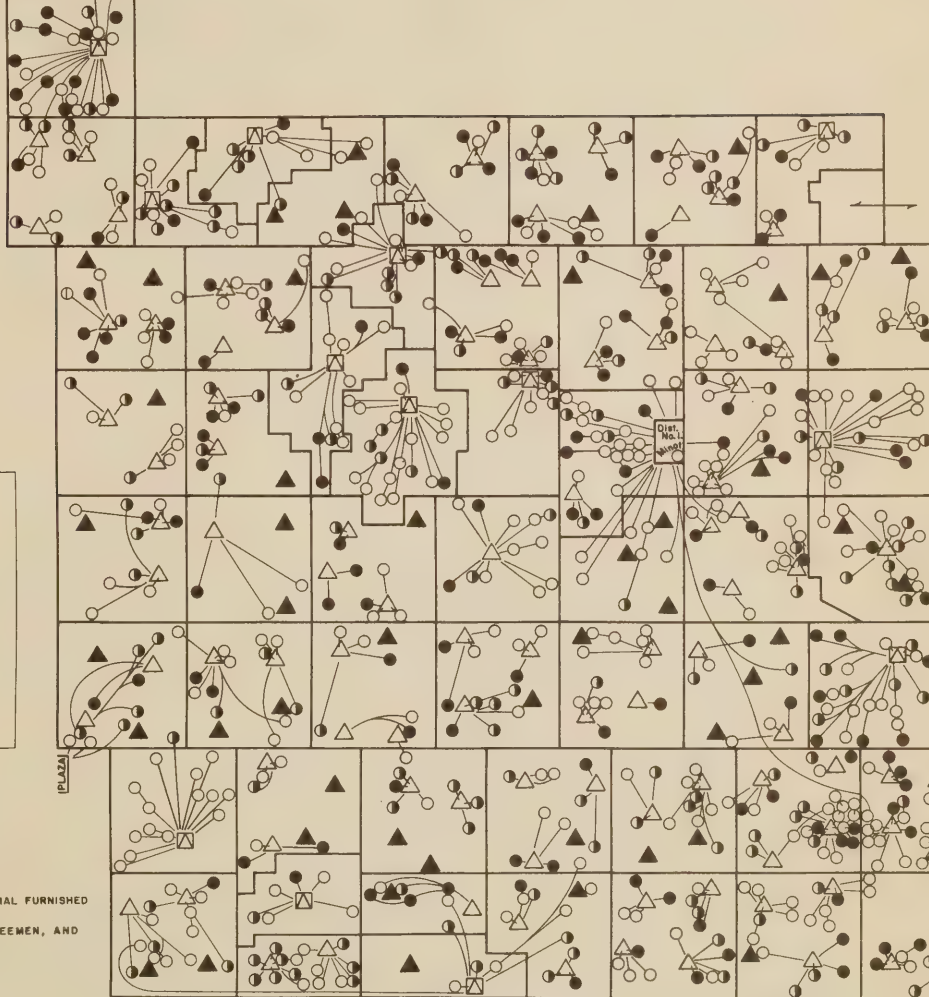 Dist.
No. 1.
Minot
PLAZA
IAL FURNISHED
EEMEN, AND